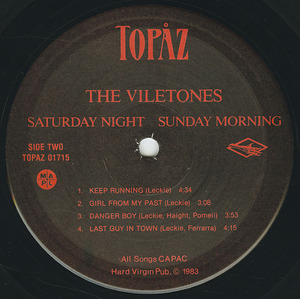 TOPÅZ
THE VILETONES
SATURDAY NIGHT SUNDAY MORNING
SIDE TWO
TOPAZ 01715
M A
P L
1. KEEP RUNNING (Leckie) 4:34
2. GIRL FROM MY PAST (Leckie) 3:08
3. DANGER BOY (Leckie, Haight, Pomeli) 3:53
4. LAST GUY IN TOWN (Leckie, Ferrarra) 4:15
All Songs CAPAC
Hard Virgin Pub. © 1983